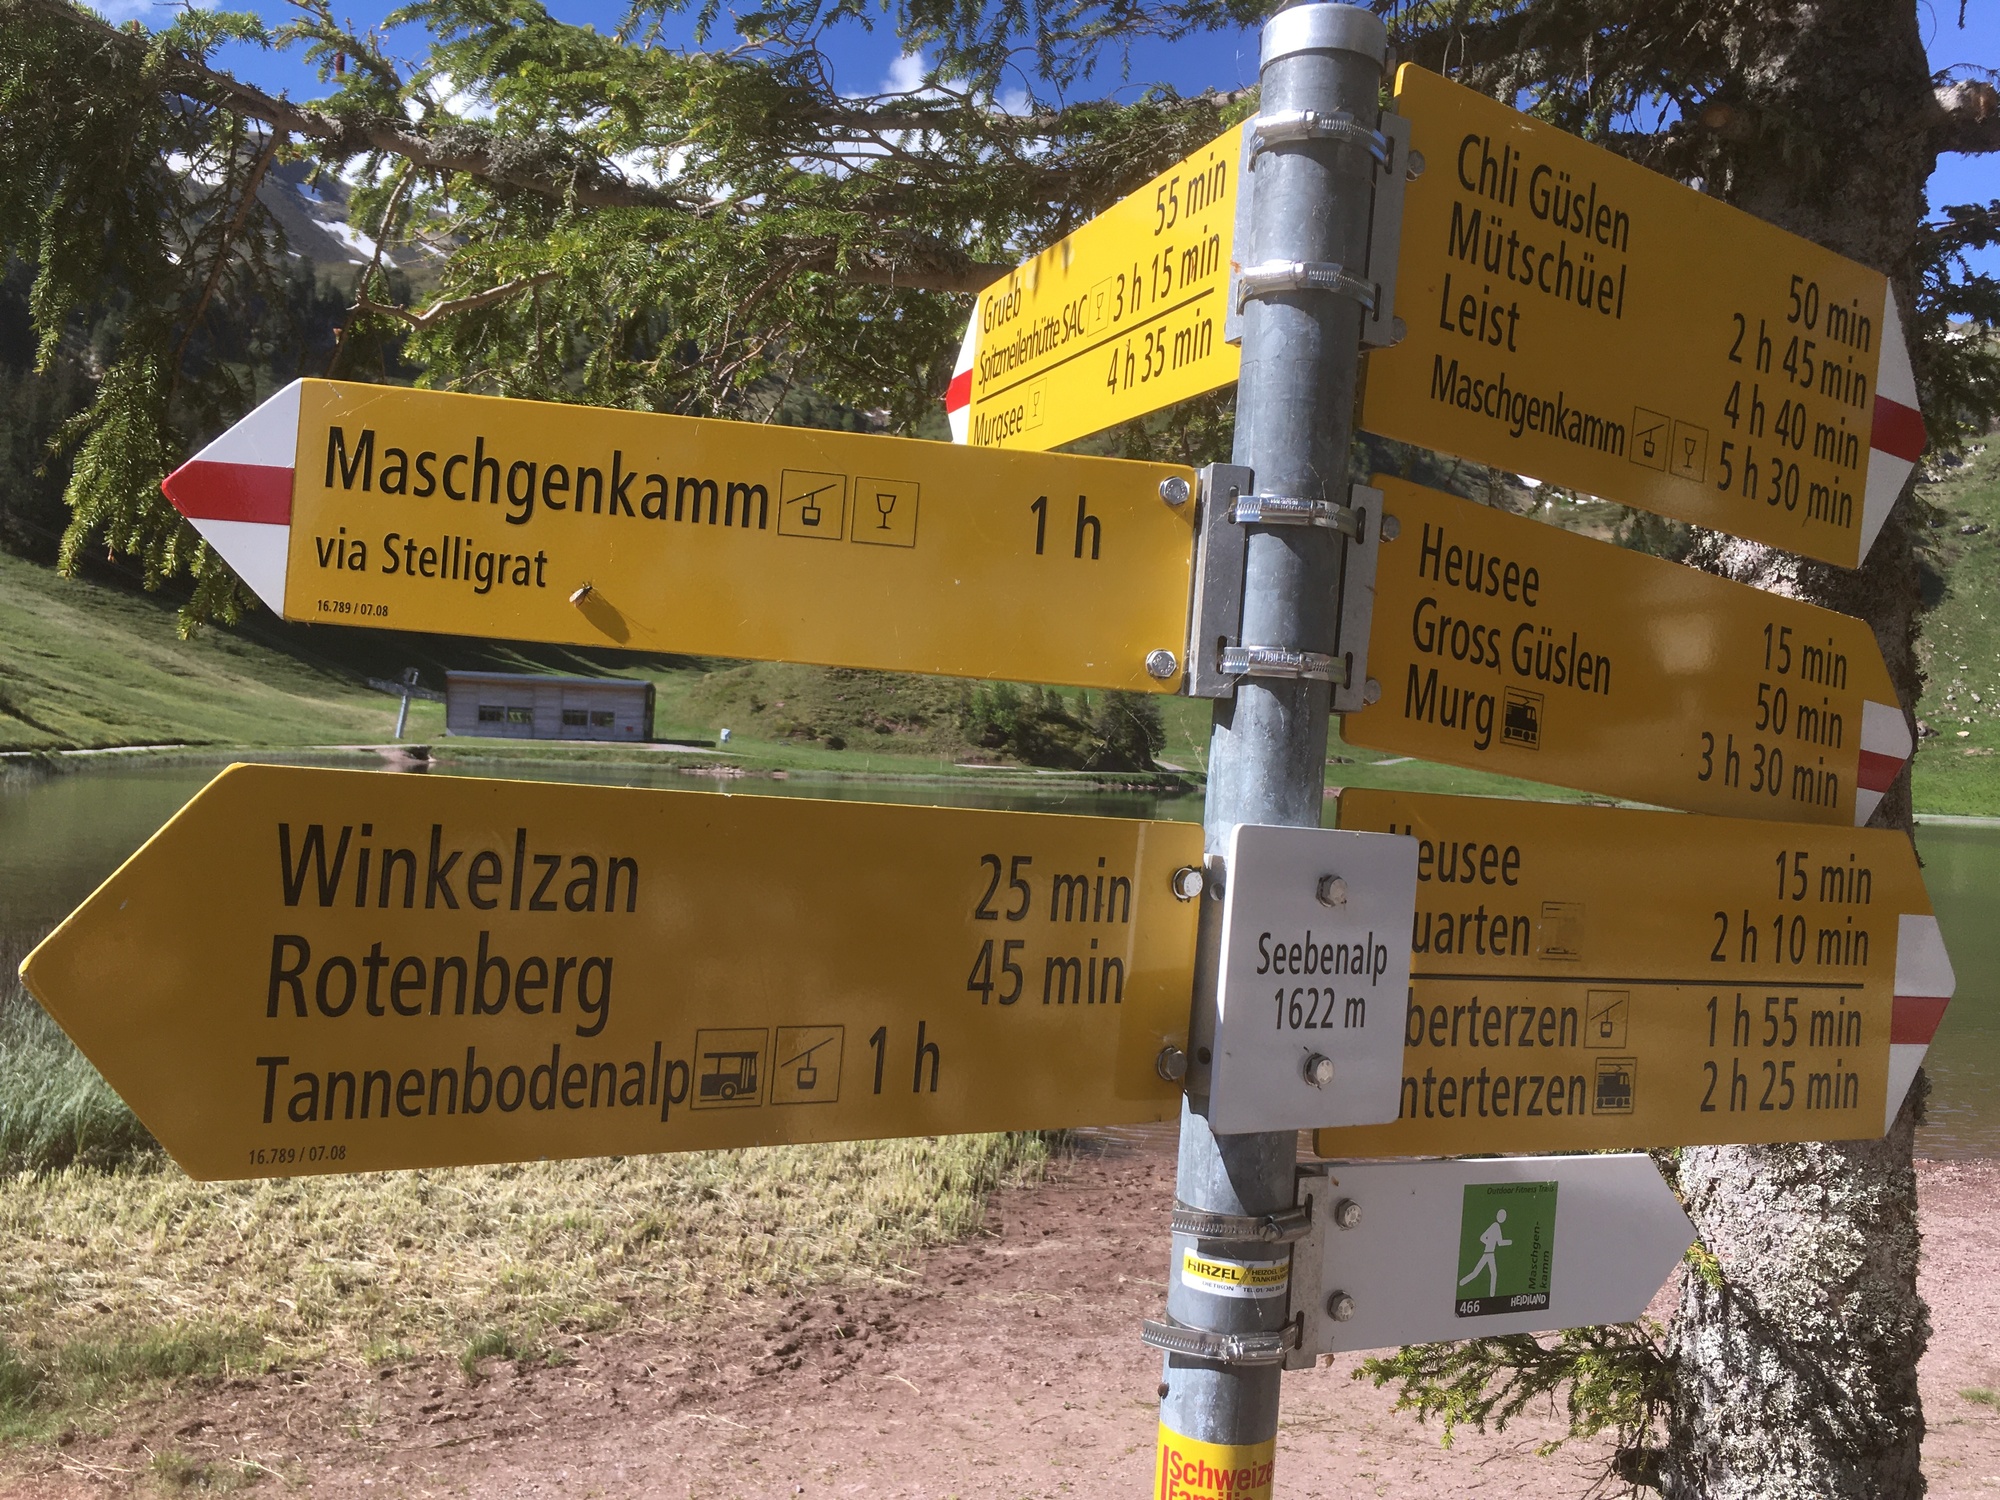 Grueb 55 min
Spitzmeilenhütte SAC 3 h 15 min
Murgsee 4 h 35 min
Chli Güslen 50 min
Mütschüel 2 h 45 min
Leist 4 h 40 min
Maschgenkamm 5 h 30 min
Maschgenkamm 1 h
via Stelligrat
16.789 / 07.08
Heusee 15 min
Gross Güslen 50 min
Murg 3 h 30 min
Winkelzan 25 min
Rotenberg 45 min
Tannenbodenalp 1 h
16.789 / 07.08
Seebenalp
1622 m
eusee 15 min
uarten 2 h 10 min
berterzen 1 h 55 min
nterterzen 2 h 25 min
Outdoor Fitness Trails
Maschgen-
kamm
466 HEIDILAND
HIRZEL
Schweize
Familie